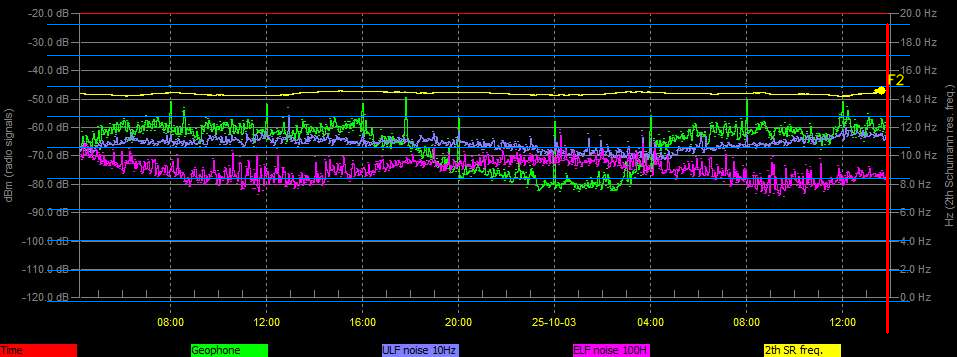 -20.0 dB 20.0 Hz
-30.0 dB 18.0 Hz
-40.0 dB 16.0 Hz
F2
-50.0 dB 14.0 Hz
-60.0 dB 12.0 Hz
-70.0 dB 10.0 Hz
-80.0 dB 8.0 Hz
-90.0 dB 6.0 Hz
-100.0 dB 4.0 Hz
-110.0 dB 2.0 Hz
-120.0 dB 0.0 Hz
dBm (radio signals)
Hz (2th Schumann res. freq.)
08:00 12:00 16:00 20:00 25-10-03 04:00 08:00 12:00
Time Geophone ULF noise 10Hz ELF noise 100H 2th SR freq.